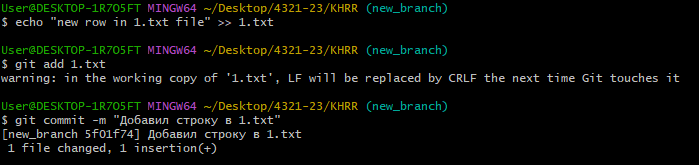 User@DESKTOP-1R7O5FT MINGW64 ~/Desktop/4321-23/KHRR (new_branch)
$ echo "new row in 1.txt file" >> 1.txt
User@DESKTOP-1R7O5FT MINGW64 ~/Desktop/4321-23/KHRR (new_branch)
$ git add 1.txt
warning: in the working copy of '1.txt', LF will be replaced by CRLF the next time Git touches it
User@DESKTOP-1R7O5FT MINGW64 ~/Desktop/4321-23/KHRR (new_branch)
$ git commit -m "Добавил строку в 1.txt"
[new_branch 5f01f74] Добавил строку в 1.txt
 1 file changed, 1 insertion(+)